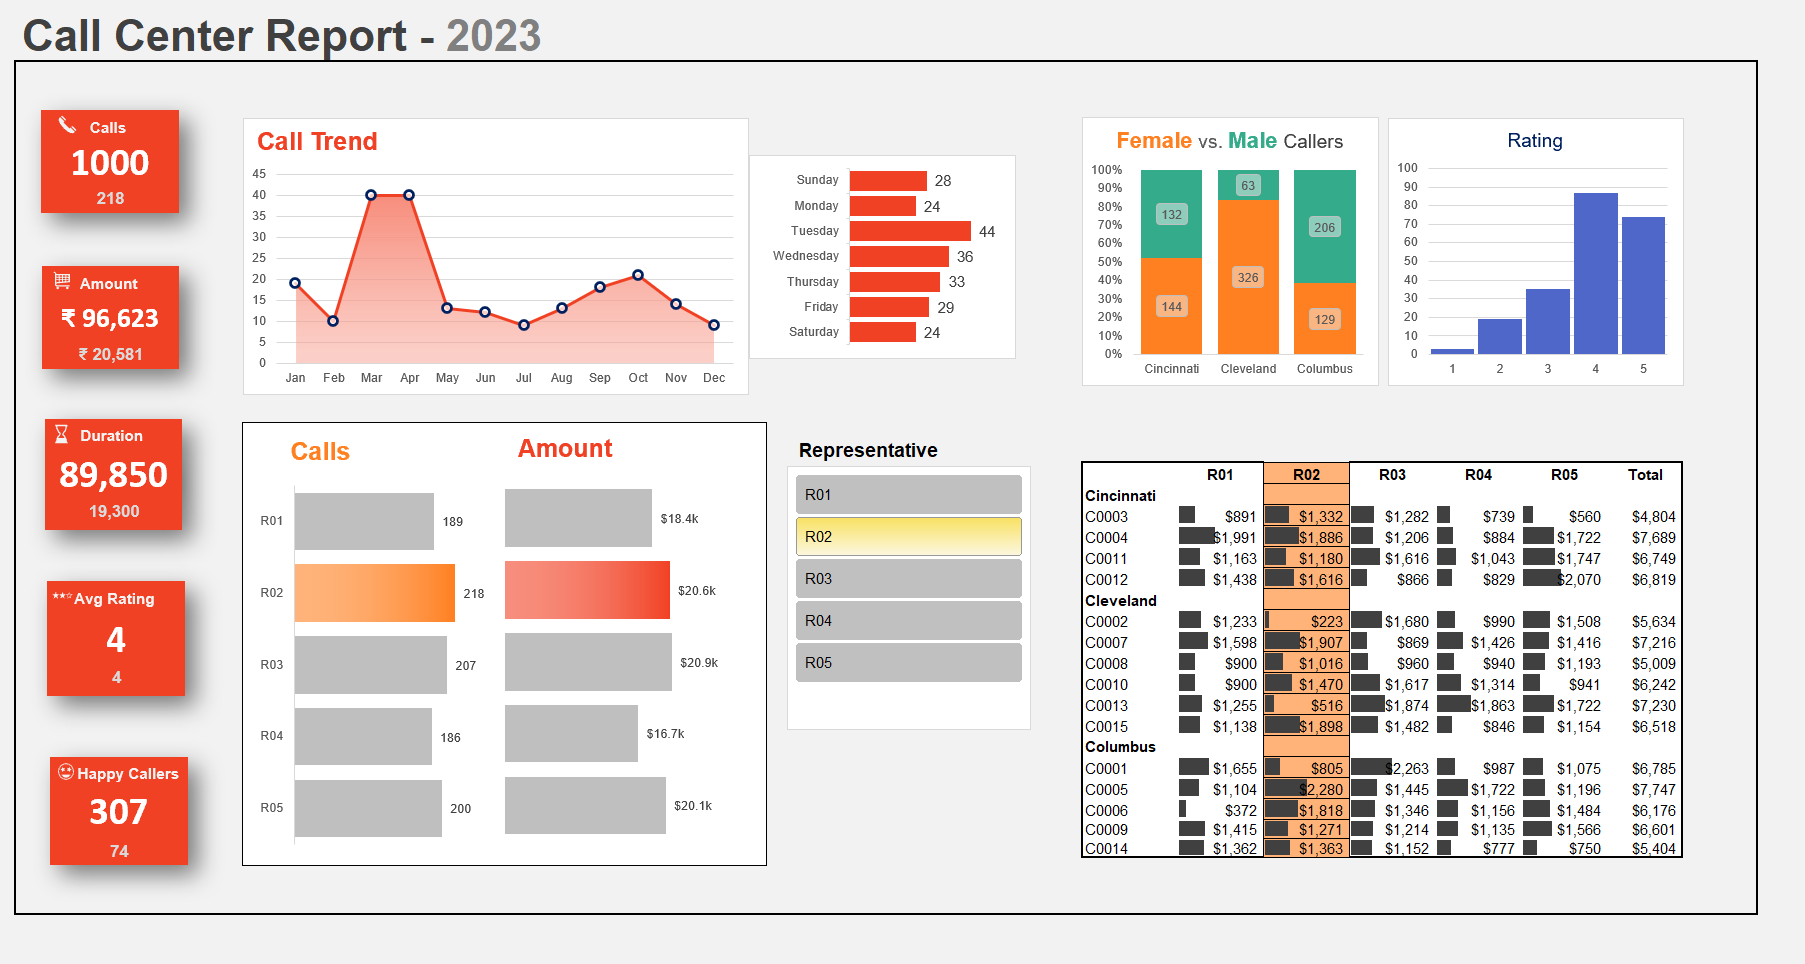 Call Center Report - 2023
Calls
1000
218
Amount
₹ 96,623
₹ 20,581
Duration
89,850
19,300
Avg Rating
4
4
Happy Callers
307
74
Call Trend
45
40
35
30
25
20
15
10
5
0
Jan Feb Mar Apr May Jun Jul Aug Sep Oct Nov Dec
Sunday 28
Monday 24
Tuesday 44
Wednesday 36
Thursday 33
Friday 29
Saturday 24
Female vs. Male Callers
100%
90%
80%
70%
60%
50%
40%
30%
20%
10%
0%
132 63 206
144 326 129
Cincinnati Cleveland Columbus
Rating
100
90
80
70
60
50
40
30
20
10
0
1 2 3 4 5
Calls Amount
R01 189 $18.4k
R02 218 $20.6k
R03 207 $20.9k
R04 186 $16.7k
R05 200 $20.1k
Representative
R01
R02
R03
R04
R05
R01 R02 R03 R04 R05 Total
Cincinnati
C0003 $891 $1,332 $1,282 $739 $560 $4,804
C0004 $1,991 $1,886 $1,206 $884 $1,722 $7,689
C0011 $1,163 $1,180 $1,616 $1,043 $1,747 $6,749
C0012 $1,438 $1,616 $866 $829 $2,070 $6,819
Cleveland
C0002 $1,233 $223 $1,680 $990 $1,508 $5,634
C0007 $1,598 $1,907 $869 $1,426 $1,416 $7,216
C0008 $900 $1,016 $960 $940 $1,193 $5,009
C0010 $900 $1,470 $1,617 $1,314 $941 $6,242
C0013 $1,255 $516 $1,874 $1,863 $1,722 $7,230
C0015 $1,138 $1,898 $1,482 $846 $1,154 $6,518
Columbus
C0001 $1,655 $805 $2,263 $987 $1,075 $6,785
C0005 $1,104 $2,280 $1,445 $1,722 $1,196 $7,747
C0006 $372 $1,818 $1,346 $1,156 $1,484 $6,176
C0009 $1,415 $1,271 $1,214 $1,135 $1,566 $6,601
C0014 $1,362 $1,363 $1,152 $777 $750 $5,404